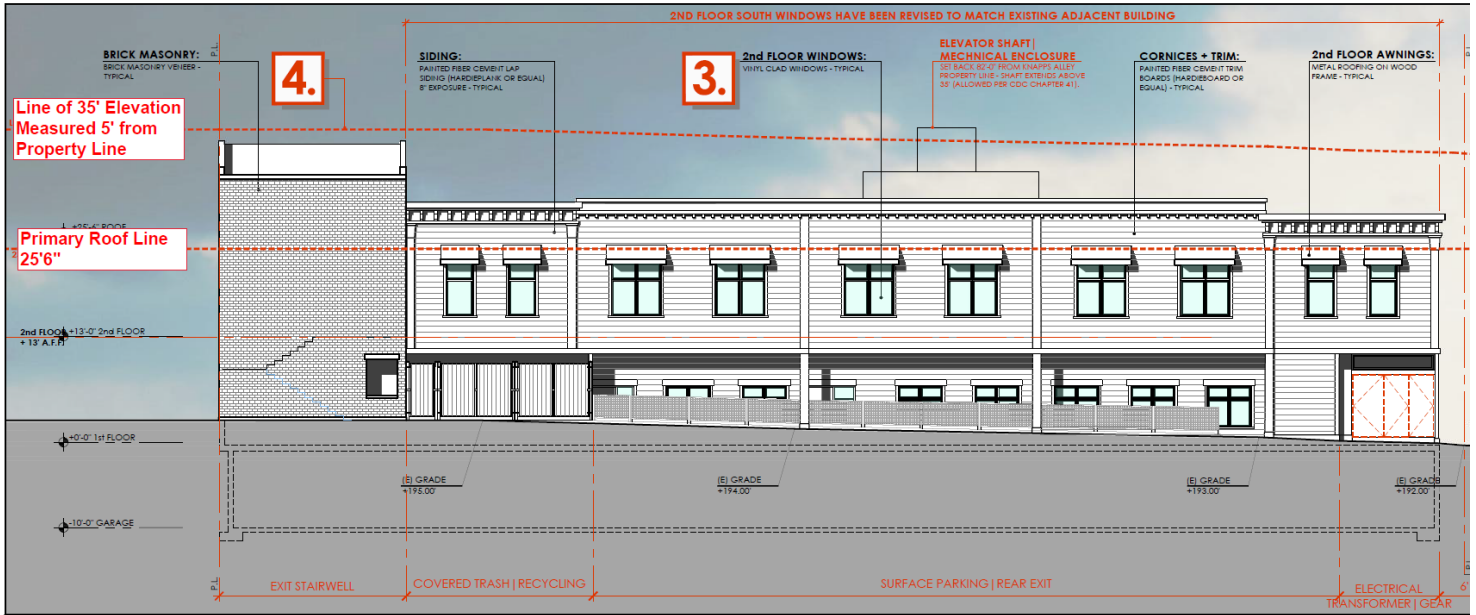 2ND FLOOR SOUTH WINDOWS HAVE BEEN REVISED TO MATCH EXISTING ADJACENT BUILDING
P.L.
BRICK MASONRY:
BRICK MASONRY VENEER -
TYPICAL
4.
SIDING:
PAINTED FIBER CEMENT LAP
SIDING (HARDIEPLANK OR EQUAL)
8" EXPOSURE - TYPICAL
3.
2nd FLOOR WINDOWS:
VINYL CLAD WINDOWS - TYPICAL
ELEVATOR SHAFT |
MECHNICAL ENCLOSURE
SET BACK 82'-0" FROM KNAPPS ALLEY
PROPERTY LINE - SHAFT EXTENDS ABOVE
35' (ALLOWED PER CDC CHAPTER 41).
CORNICES + TRIM:
PAINTED FIBER CEMENT TRIM
BOARDS (HARDIEBOARD OR
EQUAL) - TYPICAL
2nd FLOOR AWNINGS:
METAL ROOFING ON WOOD
FRAME - TYPICAL
P.L.
Line of 35' Elevation
Measured 5' from
Property Line
+25'-6" ROOF
Primary Roof Line
25'6"
2nd FLOOR
+ 13' A.F.F.
+13'-0" 2nd FLOOR
+0'-0" 1st FLOOR
-10'-0" GARAGE
(E) GRADE
+195.00'
(E) GRADE
+194.00'
(E) GRADE
+193.00'
(E) GRADE
+192.00'
P.L.
EXIT STAIRWELL
COVERED TRASH | RECYCLING
SURFACE PARKING | REAR EXIT
ELECTRICAL
TRANSFORMER | GEAR
P.L.
6'